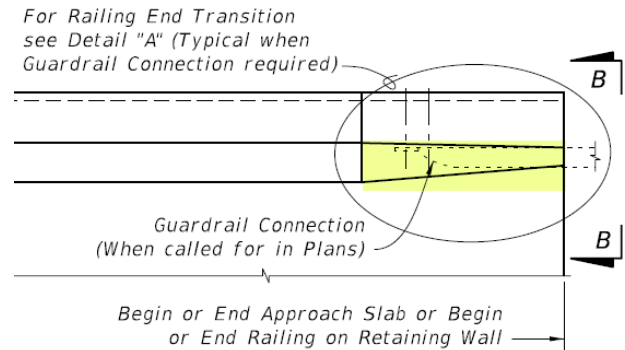 For Railing End Transition
see Detail "A" (Typical when
Guardrail Connection required)
B
Guardrail Connection
(When called for in Plans)
B
Begin or End Approach Slab or Begin
or End Railing on Retaining Wall